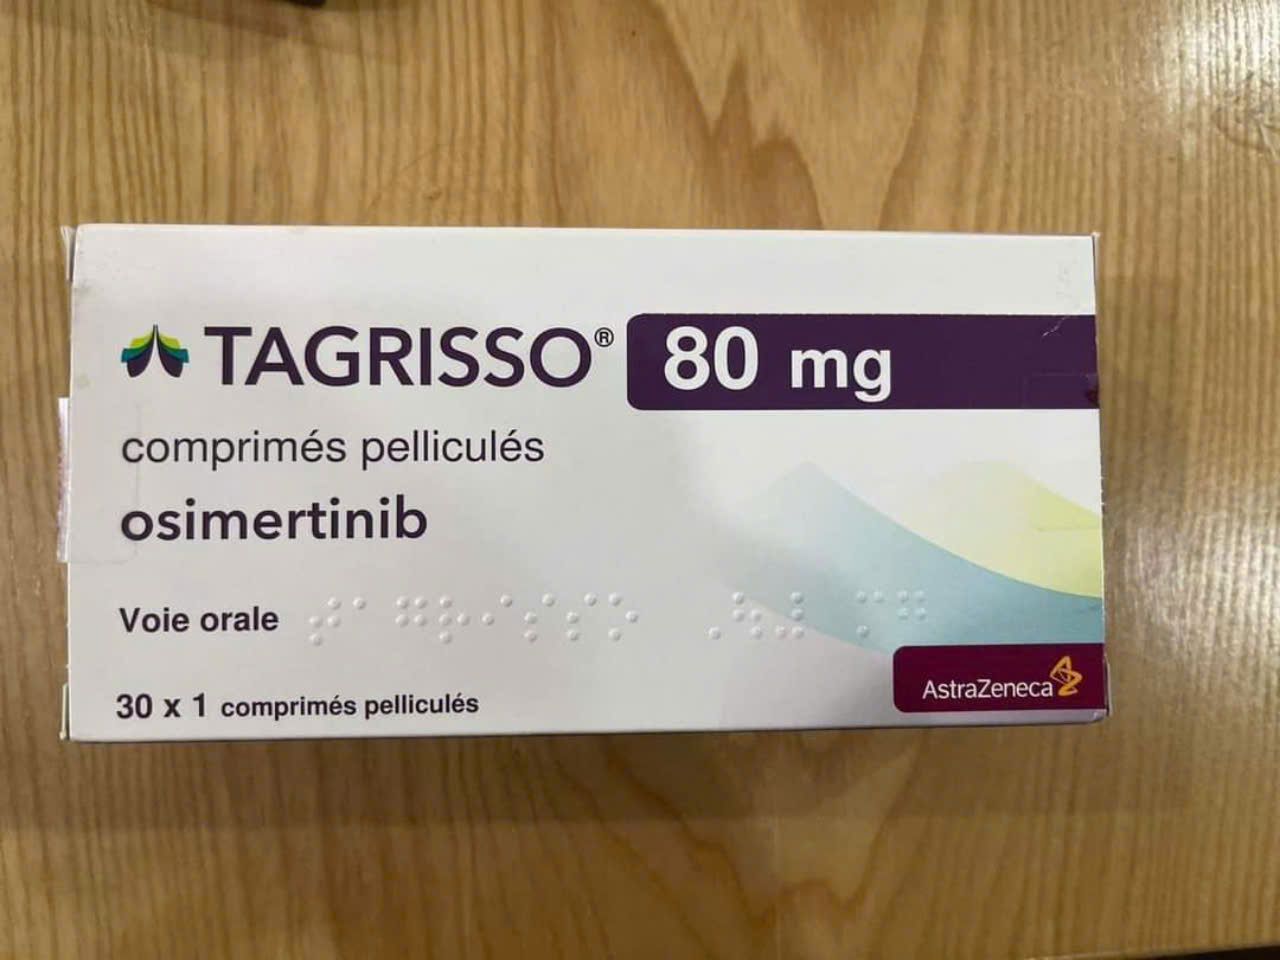 TAGRISSO® 80 mg
comprimés pelliculés
osimertinib
Voie orale
30 x 1 comprimés pelliculés
AstraZeneca